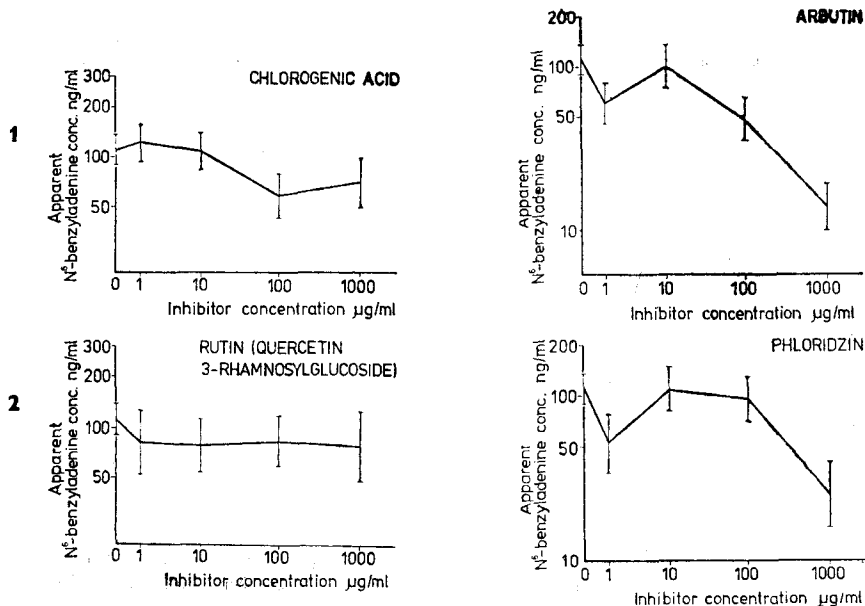 1
CHLOROGENIC ACID
Apparent
N⁶-benzyladenine conc. ng/ml
300
200
100
50
0 1 10 100 1000
Inhibitor concentration µg/ml
ARBUTIN
Apparent
N⁶-benzyladenine conc. ng/ml
200
100
50
10
0 1 10 100 1000
Inhibitor concentration µg/ml
2
RUTIN (QUERCETIN
3-RHAMNOSYLGLUCOSIDE)
Apparent
N⁶-benzyladenine conc. ng/ml
300
200
100
50
0 1 10 100 1000
Inhibitor concentration µg/ml
PHLORIDZIN
Apparent
N⁶-benzyladenine conc. ng/ml
200
100
50
10
0 1 10 100 1000
Inhibitor concentration µg/ml